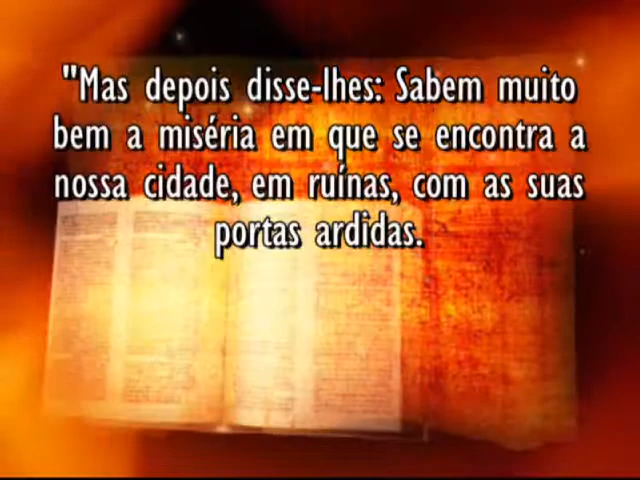 "Mas depois disse-lhes: Sabem muito
bem a miséria em que se encontra a
nossa cidade, em ruínas, com as suas
portas ardidas.